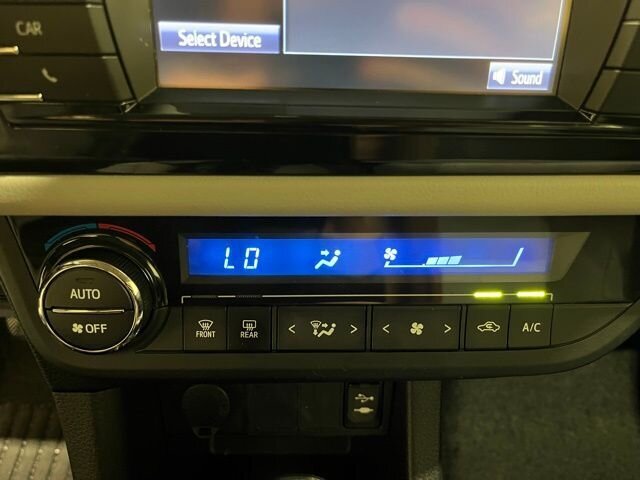 CAR
Select Device
Sound
LO
AUTO
OFF
FRONT
REAR
< >
< >
A/C